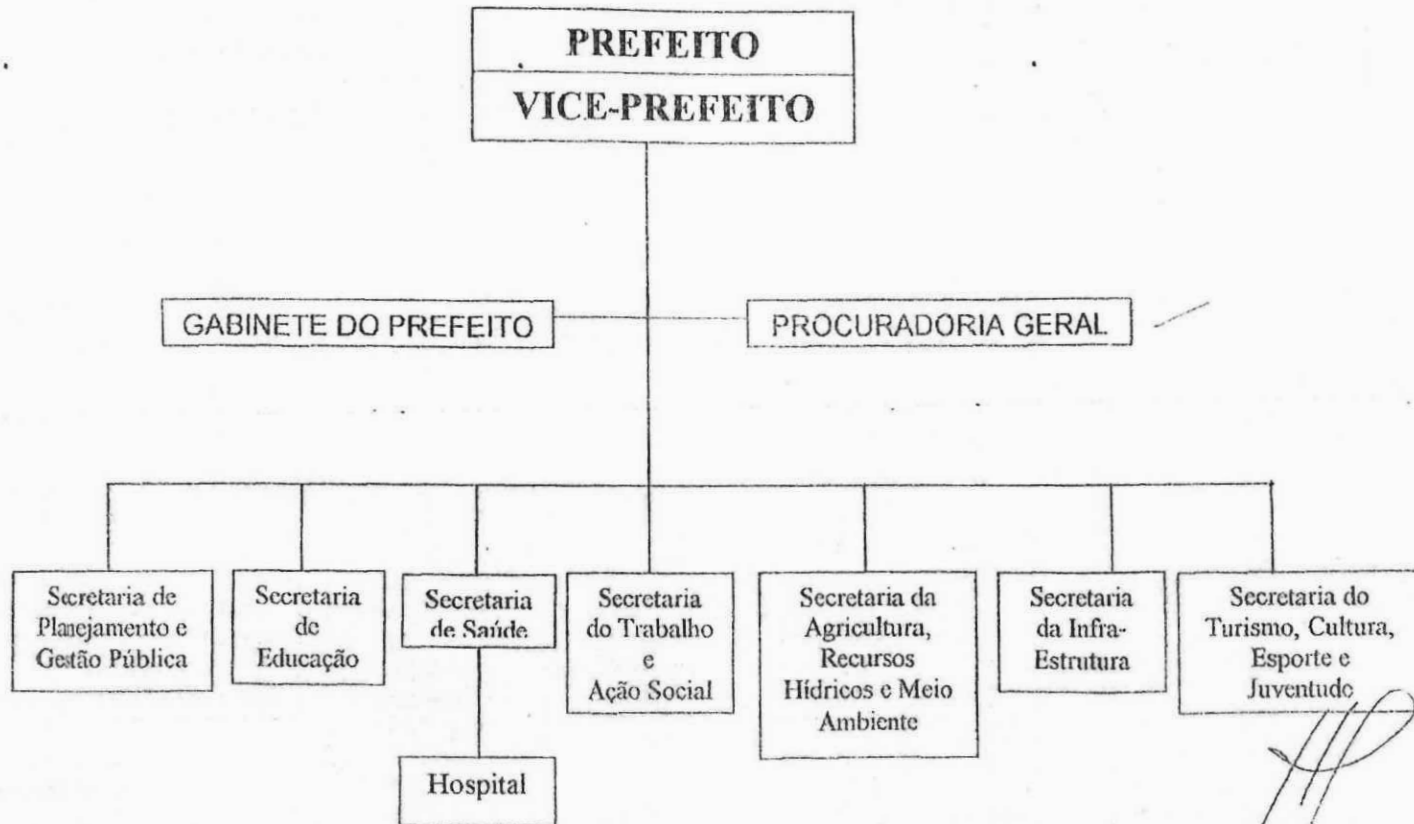 PREFEITO
VICE-PREFEITO
GABINETE DO PREFEITO
PROCURADORIA GERAL
Secretaria de
Planejamento e
Gestão Pública
Secretaria
de
Educação
Secretaria
de Saúde
Secretaria
do Trabalho
e
Ação Social
Secretaria da
Agricultura,
Recursos
Hídricos e Meio
Ambiente
Secretaria
da Infra-
Estrutura
Secretaria do
Turismo, Cultura,
Esporte e
Juventude
Hospital